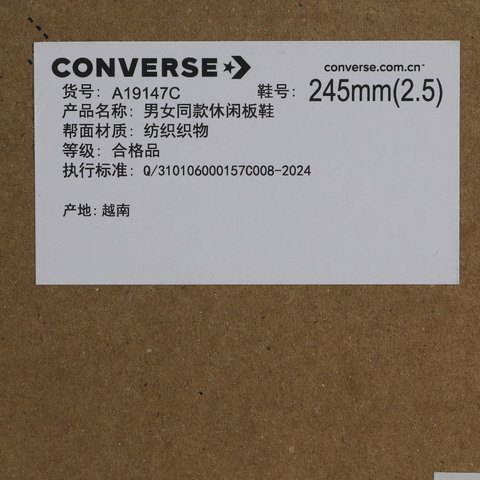 CONVERSE
converse.com.cn
货号: A19147C 鞋号: 245mm(2.5)
产品名称: 男女同款休闲板鞋
帮面材质: 纺织织物
等级: 合格品
执行标准: Q/310106000157C008-2024
产地: 越南